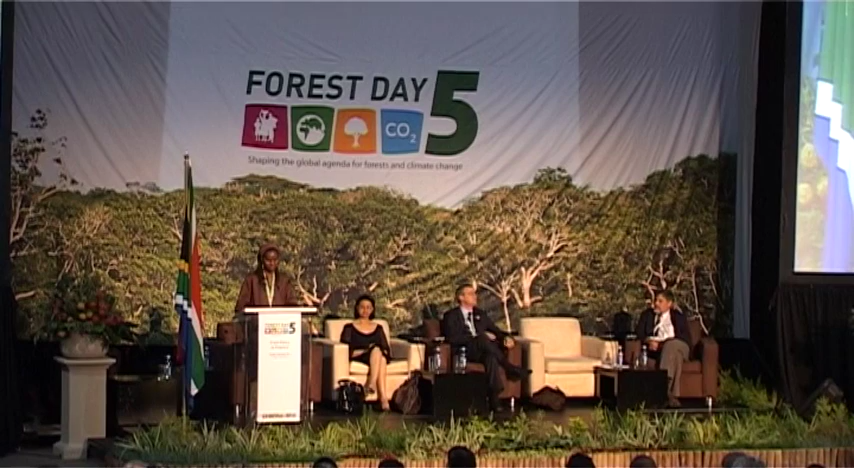 FOREST DAY 5
CO2
Shaping the global agenda for forests and climate change